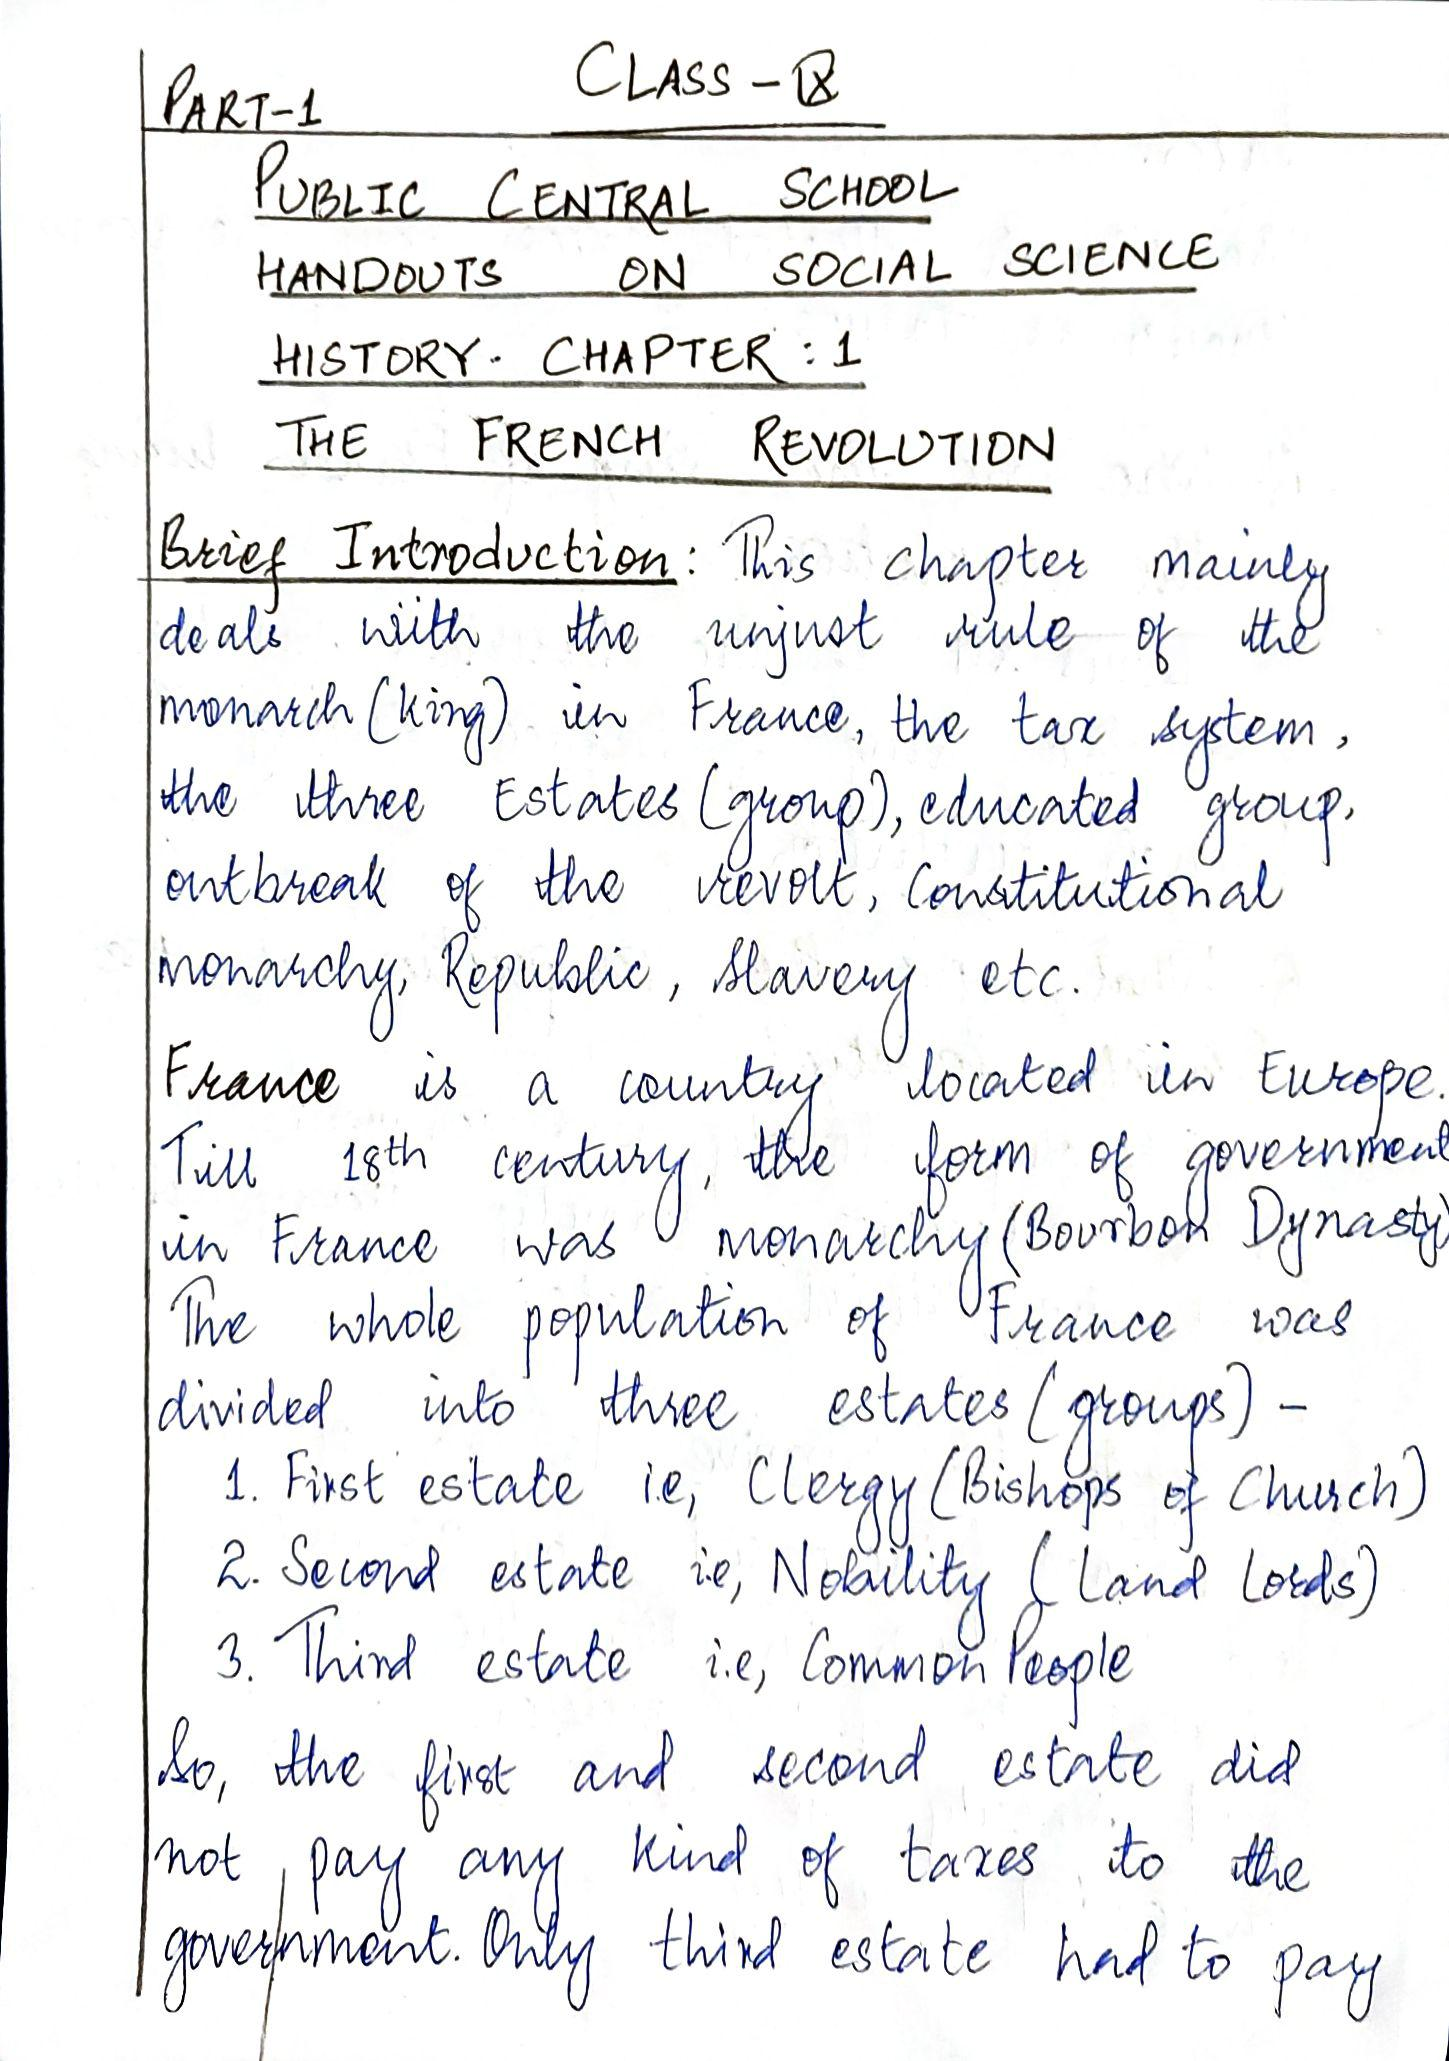 CLASS - IX
PART-1
PUBLIC CENTRAL SCHOOL
HANDOUTS ON SOCIAL SCIENCE
HISTORY. CHAPTER : 1
THE FRENCH REVOLUTION
Brief Introduction: This chapter mainly
deals with the unjust rule of the
monarch (King) in France, the tax system,
the three Estates (group), educated group,
outbreak of the revolt, Constitutional
monarchy, Republic, Slavery etc.
France is a country located in Europe.
Till 18th century, the form of government
in France was monarchy (Bourbon Dynasty)
The whole population of France was
divided into three estates (groups) -
1. First estate i.e, Clergy (Bishops of Church)
2. Second estate i.e, Nobility (Land Lords)
3. Third estate i.e, Common People
So, the first and second estate did
not pay any kind of taxes to the
government. Only third estate had to pay